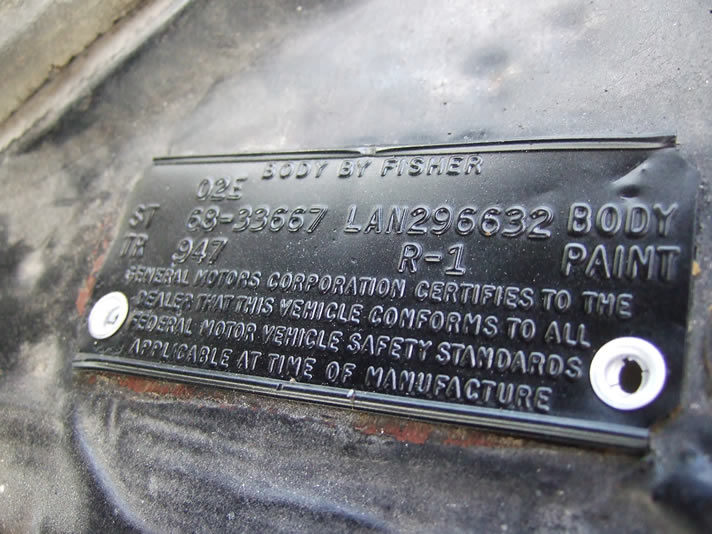 BODY BY FISHER
02E
ST 68-33667 LAN296632 BODY
TR 947 R-1 PAINT
GENERAL MOTORS CORPORATION CERTIFIES TO THE
DEALER THAT THIS VEHICLE CONFORMS TO ALL
FEDERAL MOTOR VEHICLE SAFETY STANDARDS
APPLICABLE AT TIME OF MANUFACTURE